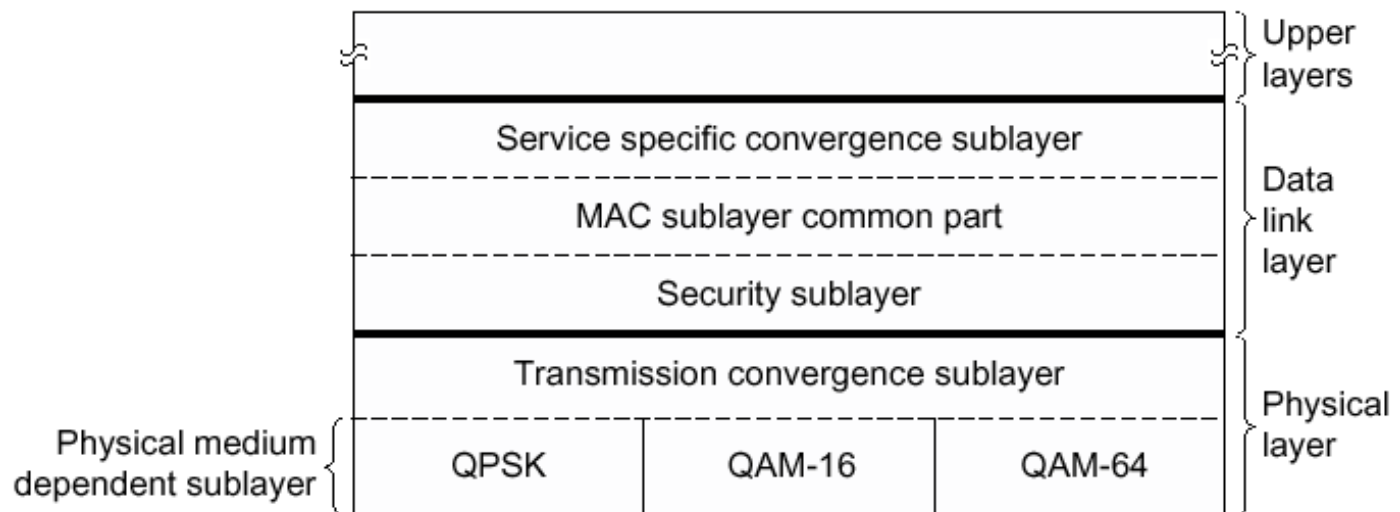 Upper
layers
Service specific convergence sublayer
MAC sublayer common part
Security sublayer
Data
link
layer
Transmission convergence sublayer
Physical
layer
Physical medium
dependent sublayer
QPSK
QAM-16
QAM-64